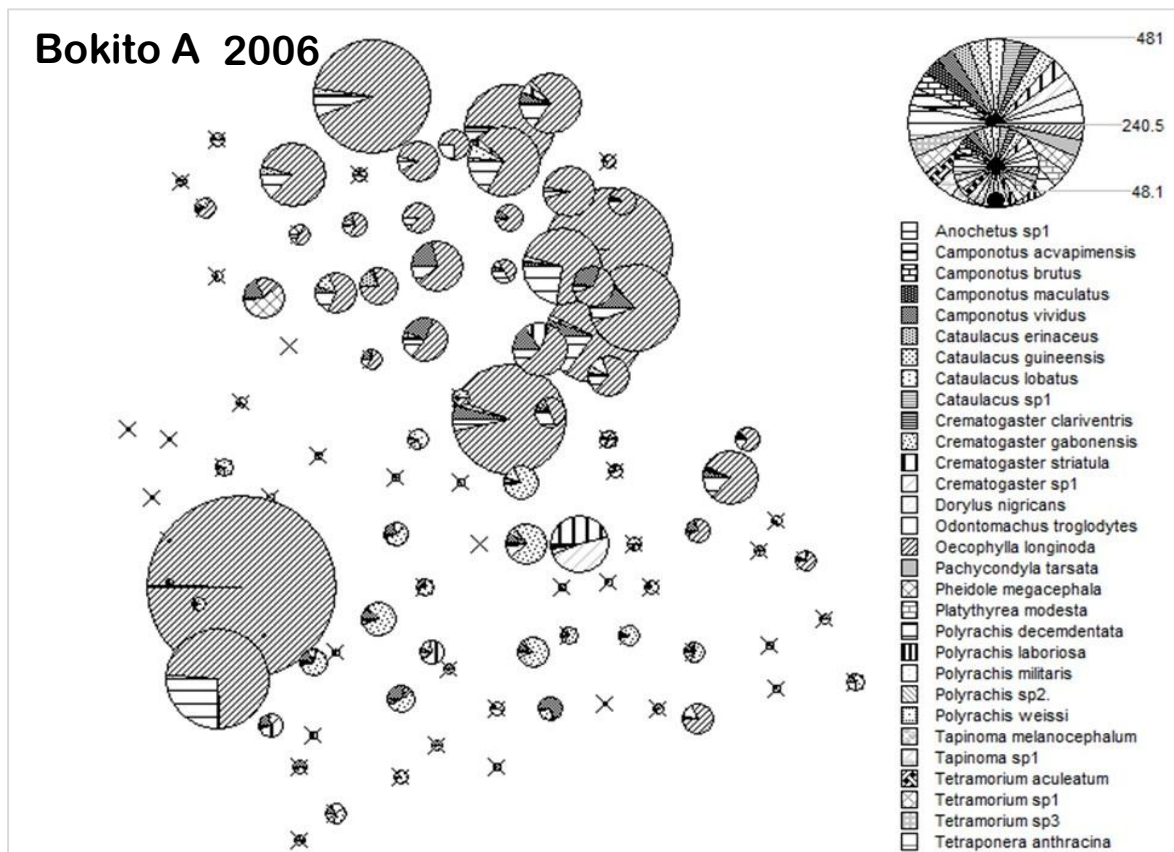 Bokito A 2006
481
240.5
48.1
Anochetus sp1
Camponotus acvapimensis
Camponotus brutus
Camponotus maculatus
Camponotus vividus
Cataulacus erinaceus
Cataulacus guineensis
Cataulacus lobatus
Cataulacus sp1
Crematogaster clariventris
Crematogaster gabonensis
Crematogaster striatula
Crematogaster sp1
Dorylus nigricans
Odontomachus troglodytes
Oecophylla longinoda
Pachycondyla tarsata
Pheidole megacephala
Platythyrea modesta
Polyrachis decemdentata
Polyrachis laboriosa
Polyrachis militaris
Polyrachis sp2.
Polyrachis weissi
Tapinoma melanocephalum
Tapinoma sp1
Tetramorium aculeatum
Tetramorium sp1
Tetramorium sp3
Tetraponera anthracina